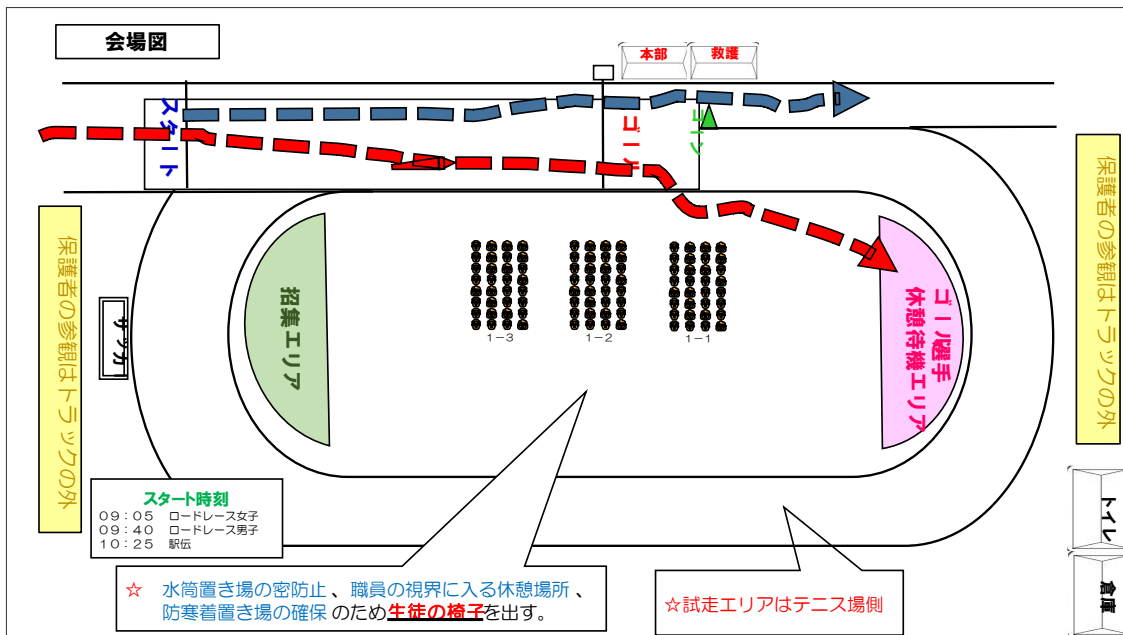 会場図
本部
救護
スタート
ゴール
コーン
保護者の参観はトラックの外
保護者の参観はトラックの外
サッカー
招集エリア
1-3
1-2
1-1
ゴール選手
休憩待機エリア
スタート時刻
09:05 ロードレース女子
09:40 ロードレース男子
10:25 駅伝
☆ 水筒置き場の密防止、職員の視界に入る休憩場所、
防寒着置き場の確保のため生徒の椅子を出す。
☆試走エリアはテニス場側
トイレ
倉庫